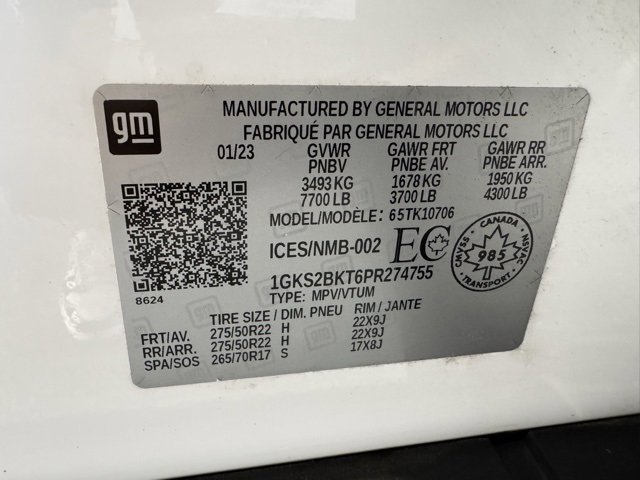 gm
MANUFACTURED BY GENERAL MOTORS LLC
FABRIQUÉ PAR GENERAL MOTORS LLC
01/23 GVWR GAWR FRT GAWR RR
PNBV PNBE AV. PNBE ARR.
3493 KG 1678 KG 1950 KG
7700 LB 3700 LB 4300 LB
MODEL/MODÈLE: 65TK10706
ICES/NMB-002 EC
CANADA
CMVSS 985 NSVAC
TRANSPORT
1GKS2BKT6PR274755
8624
TYPE: MPV/VTUM
TIRE SIZE / DIM. PNEU RIM / JANTE
FRT/AV. 275/50R22 H 22X9J
RR/ARR. 275/50R22 H 22X9J
SPA/SOS 265/70R17 S 17X8J